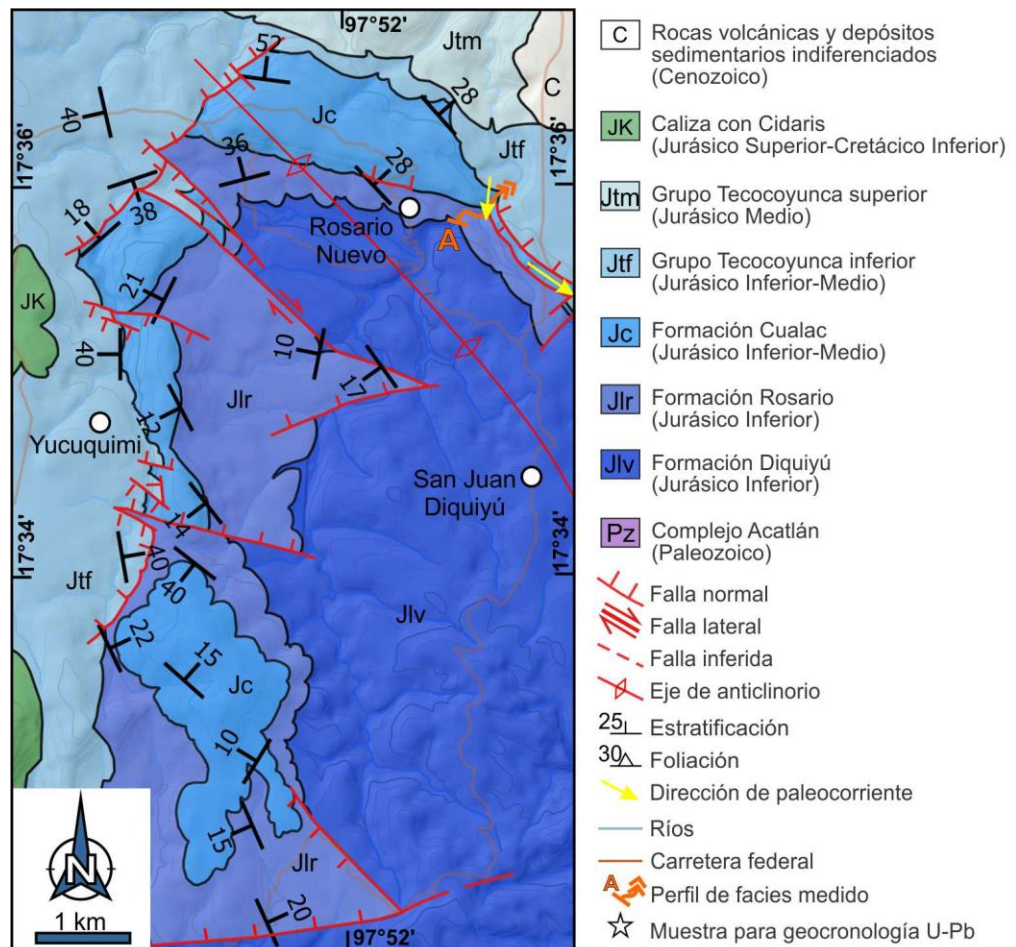 97°52'
Jtm
C
52
28
40
Jc
17°36'
17°36'
Jtf
36
28
18
38
Rosario
Nuevo
A
JK
21
40
10
17
12
Jlr
Yucuquimi
San Juan
Diquiyú
14
17°34'
17°34'
40
40
Jtf
Jlv
22
15
Jc
10
15
N
1 km
Jlr
20
97°52'
C Rocas volcánicas y depósitos
sedimentarios indiferenciados
(Cenozoico)
JK Caliza con Cidaris
(Jurásico Superior-Cretácico Inferior)
Jtm Grupo Tecocoyunca superior
(Jurásico Medio)
Jtf Grupo Tecocoyunca inferior
(Jurásico Inferior-Medio)
Jc Formación Cualac
(Jurásico Inferior-Medio)
Jlr Formación Rosario
(Jurásico Inferior)
Jlv Formación Diquiyú
(Jurásico Inferior)
Pz Complejo Acatlán
(Paleozoico)
Falla normal
Falla lateral
Falla inferida
Eje de anticlinorio
25 Estratificación
30 Foliación
Dirección de paleocorriente
Ríos
Carretera federal
A Perfil de facies medido
Muestra para geocronología U-Pb